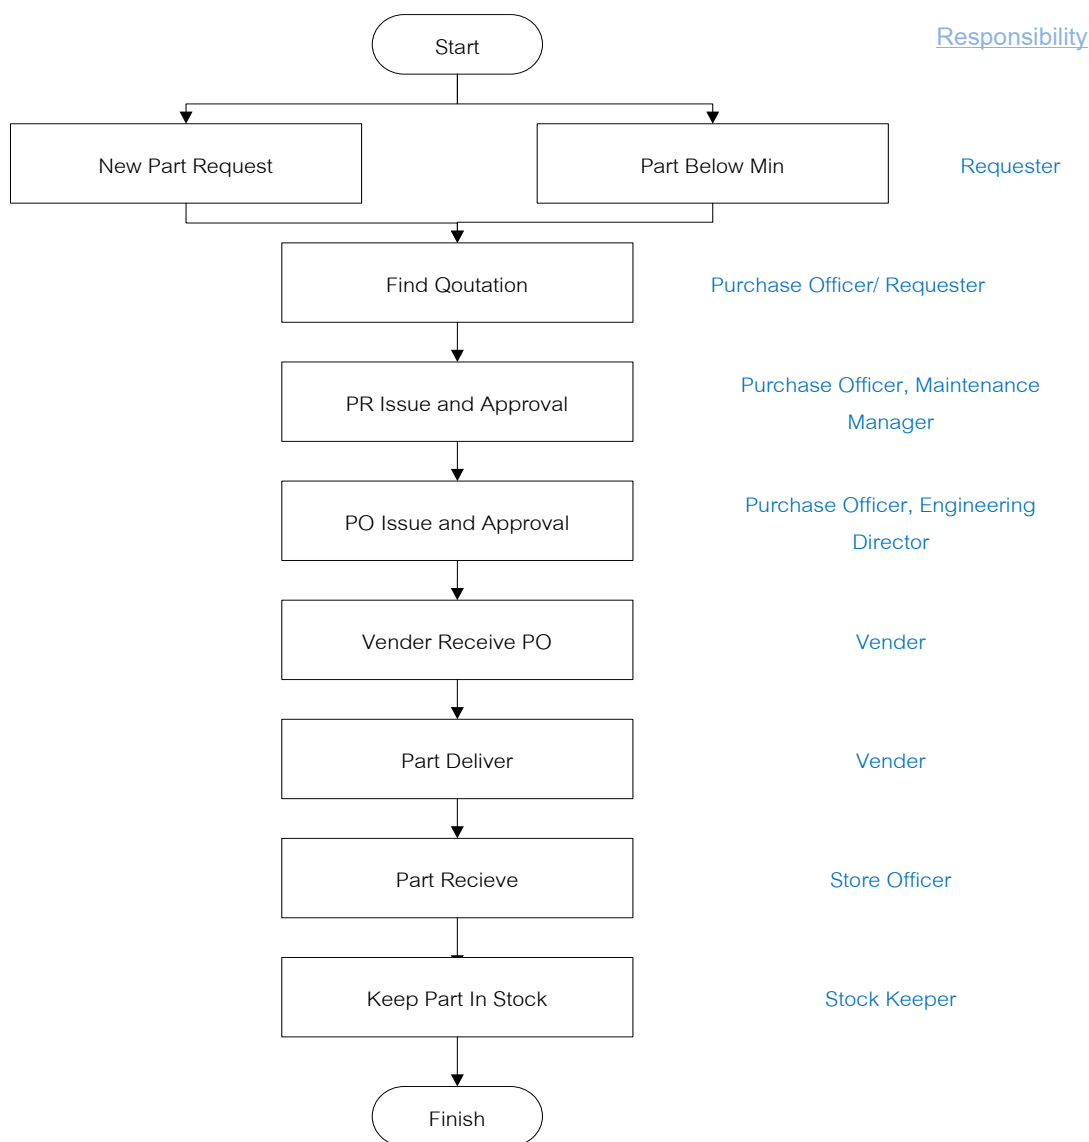 Start
Responsibility
New Part Request
Part Below Min
Requester
Find Qoutation
Purchase Officer/ Requester
PR Issue and Approval
Purchase Officer, Maintenance
Manager
PO Issue and Approval
Purchase Officer, Engineering
Director
Vender Receive PO
Vender
Part Deliver
Vender
Part Recieve
Store Officer
Keep Part In Stock
Stock Keeper
Finish